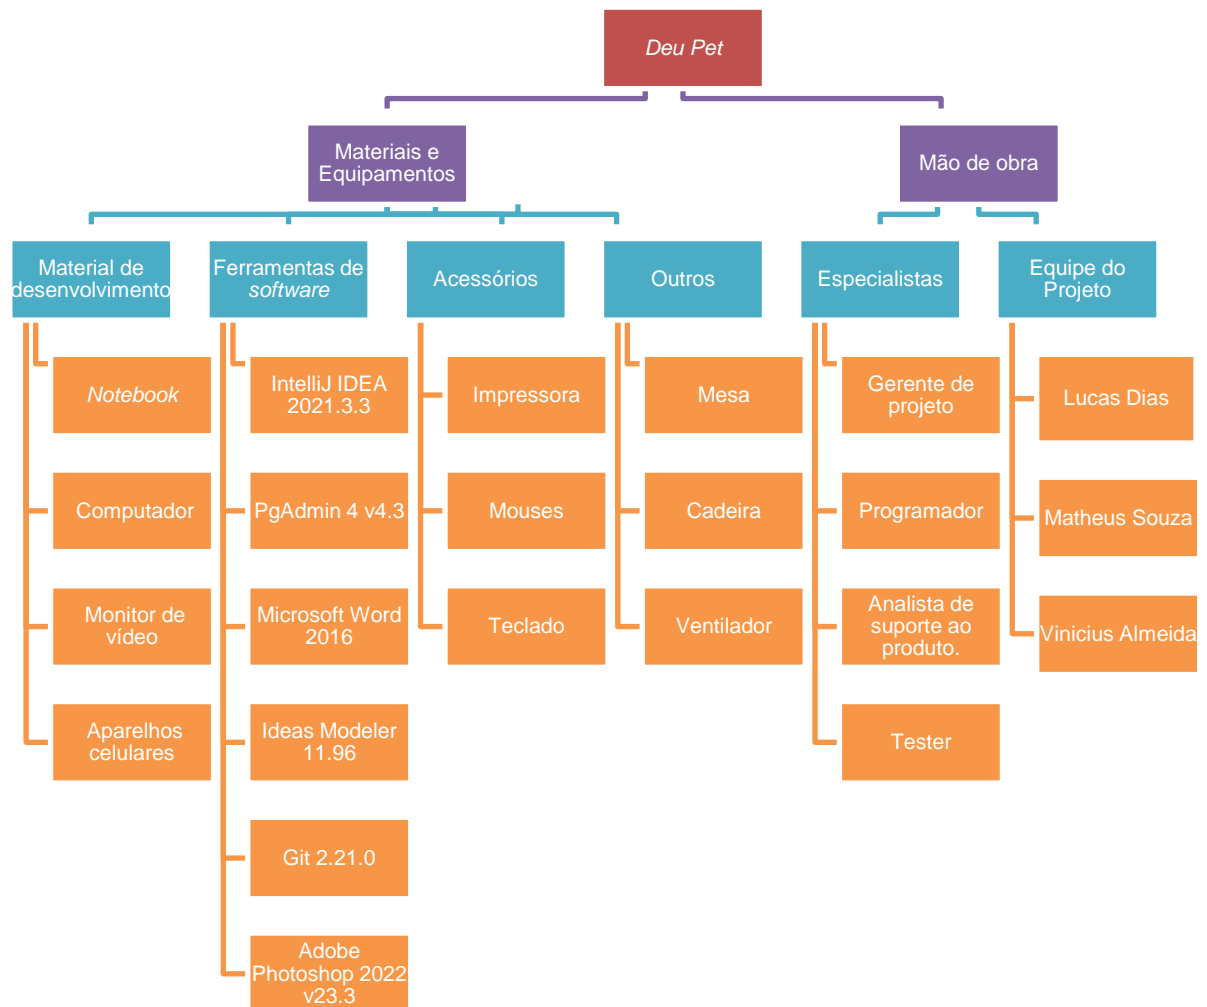 Deu Pet
Materiais e
Equipamentos
Mão de obra
Material de
desenvolvimento
Ferramentas de
software
Acessórios
Outros
Especialistas
Equipe do
Projeto
Notebook
Computador
Monitor de
vídeo
Aparelhos
celulares
IntelliJ IDEA
2021.3.3
PgAdmin 4 v4.3
Microsoft Word
2016
Ideas Modeler
11.96
Git 2.21.0
Adobe
Photoshop 2022
v23.3
Impressora
Mouses
Teclado
Mesa
Cadeira
Ventilador
Gerente de
projeto
Programador
Analista de
suporte ao
produto.
Tester
Lucas Dias
Matheus Souza
Vinicius Almeida